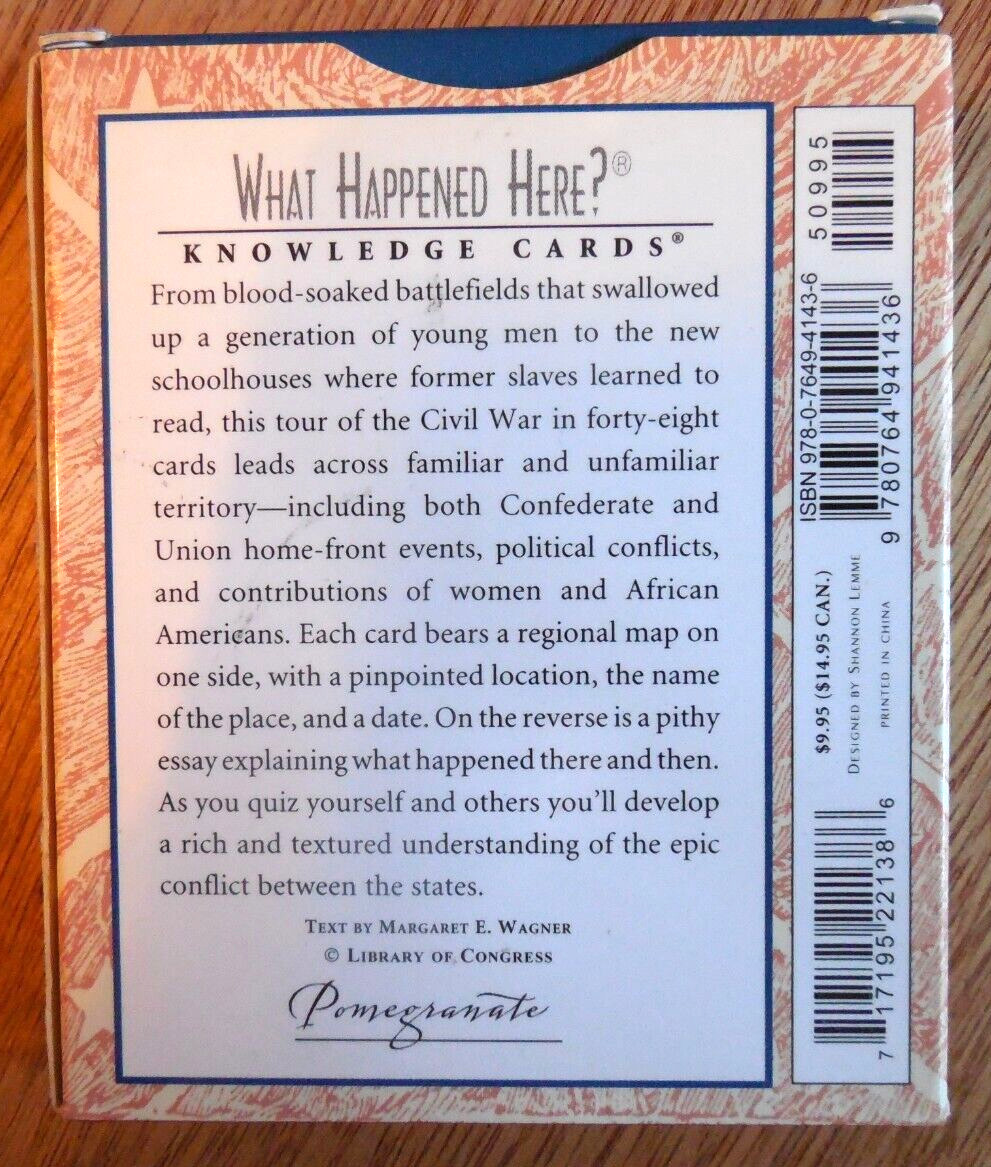 WHAT HAPPENED HERE?®
KNOWLEDGE CARDS®
From blood-soaked battlefields that swallowed
up a generation of young men to the new
schoolhouses where former slaves learned to
read, this tour of the Civil War in forty-eight
cards leads across familiar and unfamiliar
territory—including both Confederate and
Union home-front events, political conflicts,
and contributions of women and African
Americans. Each card bears a regional map on
one side, with a pinpointed location, the name
of the place, and a date. On the reverse is a pithy
essay explaining what happened there and then.
As you quiz yourself and others you'll develop
a rich and textured understanding of the epic
conflict between the states.
TEXT BY MARGARET E. WAGNER
© LIBRARY OF CONGRESS
Pomegranate
50995
ISBN 978-0-7649-4143-6
9 780764 941436
$9.95 ($14.95 CAN.)
DESIGNED BY SHANNON LEMME
PRINTED IN CHINA
7 17195 22138 6